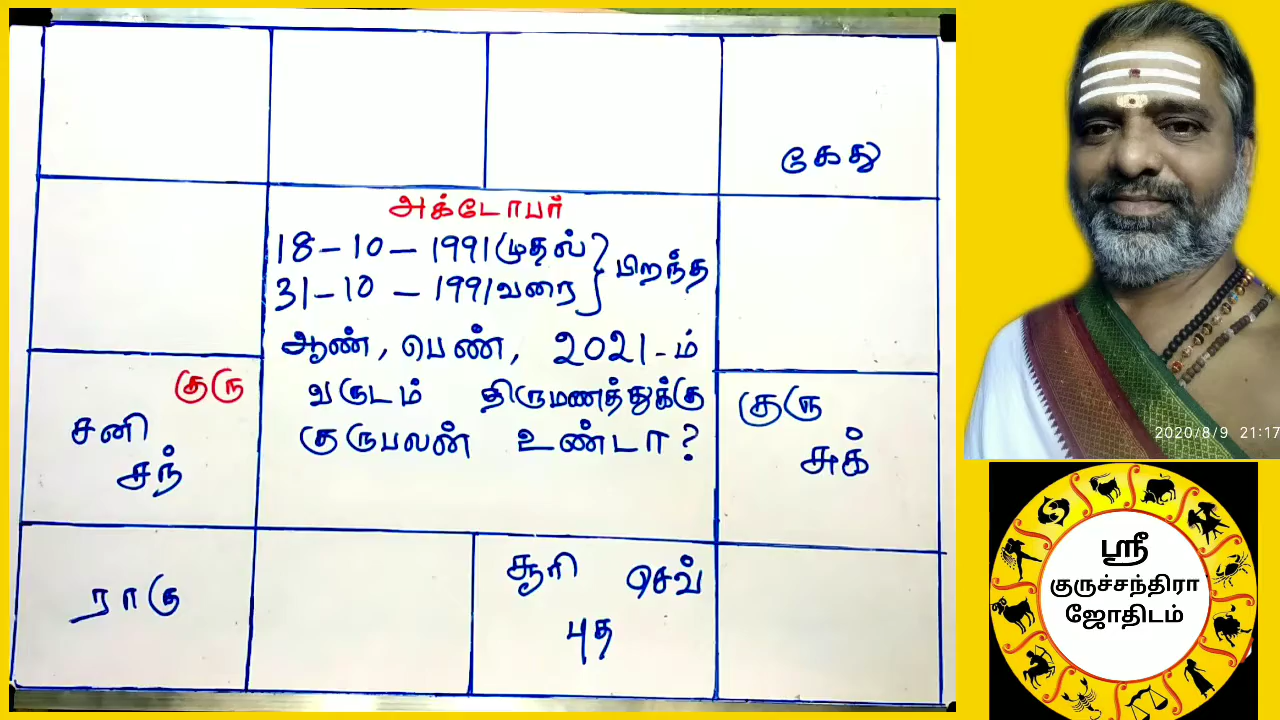 கேது
அக்டோபர்
18-10-1991 முதல்
31-10-1991 வரை } பிறந்த
ஆண், பெண், 2021-ம்
வருடம் திருமணத்துக்கு
குருபலன் உண்டா?
குரு
சனி
சந்
குரு
சுக்
ராகு
சூரி செவ்
புத
2020/8/9 21:17
ஸ்ரீ
குருச்சந்திரா
ஜோதிடம்